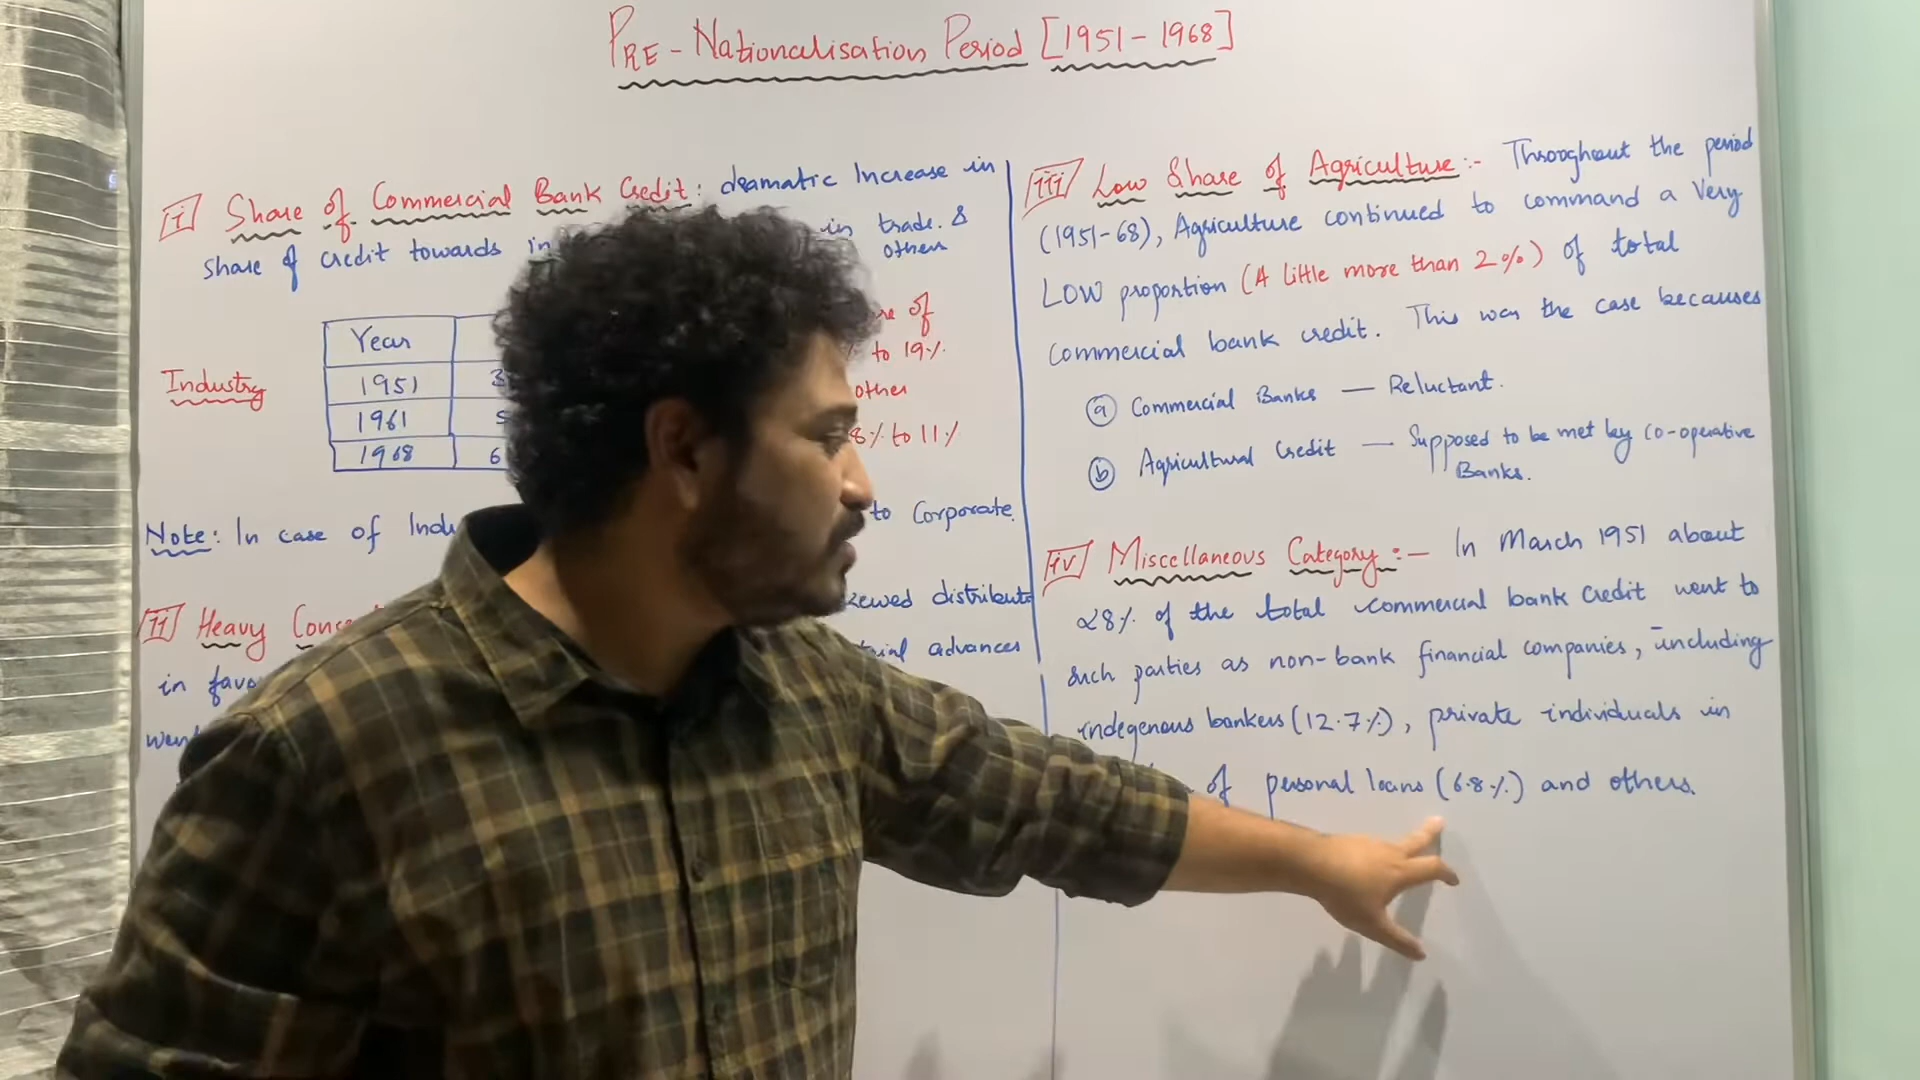 PRE-Nationalisation Period [1951-1968]
[i] Share of Commercial Bank Credit: dramatic Increase in
share of credit towards in trade. &
others
Year
1951
1961
1968
Industry
of
to 19%
other
8% to 11%
Note: In case of to Corporate.
[ii] Heavy distributi
in advances
[iii] Low Share of Agriculture:- Throughout the period
(1951-68), Agriculture continued to command a Very
Low proportion (A little more than 2%) of total
commercial bank credit. This was the case becauses
(a) Commercial Banks — Reluctant.
(b) Agricultural Credit — Supposed to be met by co-operative
Banks.
[iv] Miscellaneous Category:- In March 1951 about
28% of the total commercial bank credit went to
such parties as non-bank financial companies, including
indegenous bankers (12.7%), private individuals in
of personal loans (6.8%) and others.